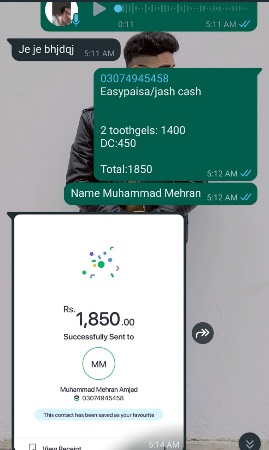 0:11
5:11 AM
Je je bhjdqj 5:11 AM
03074945458
Easypaisa/jash cash
2 toothgels: 1400
DC:450
Total:1850 5:12 AM
Name Muhammad Mehran 5:12 AM
Rs.1,850.00
Successfully Sent to
MM
Muhammad Mehran Amjad
03074945458
This contact has been saved as your favourite
View Receipt
5:14 AM